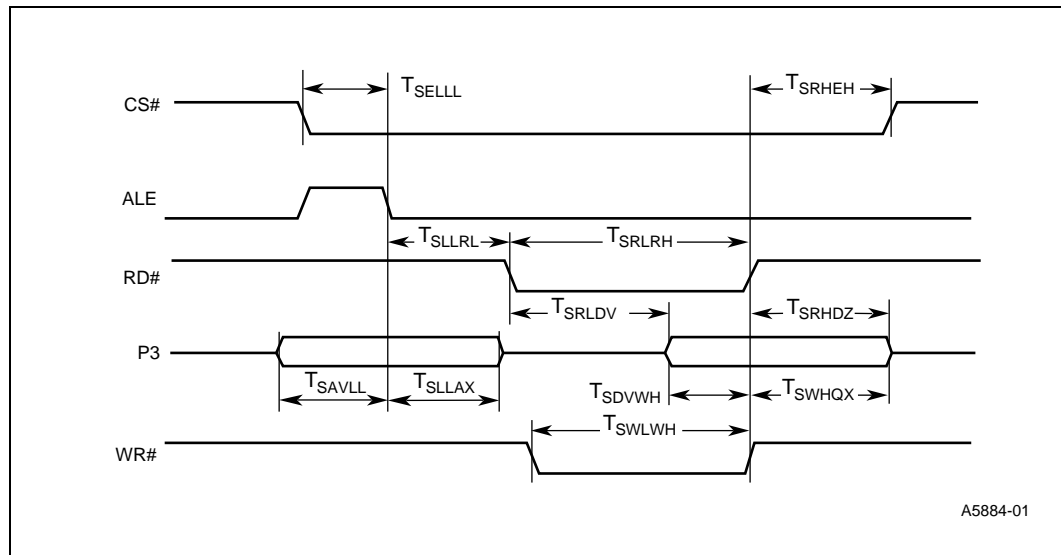 CS#
T_SELLL
T_SRHEH
ALE
T_SLLRL
T_SRLRH
RD#
T_SRLDV
T_SRHDZ
P3
T_SAVLL
T_SLLAX
T_SDVWH
T_SWHQX
T_SWLWH
WR#
A5884-01